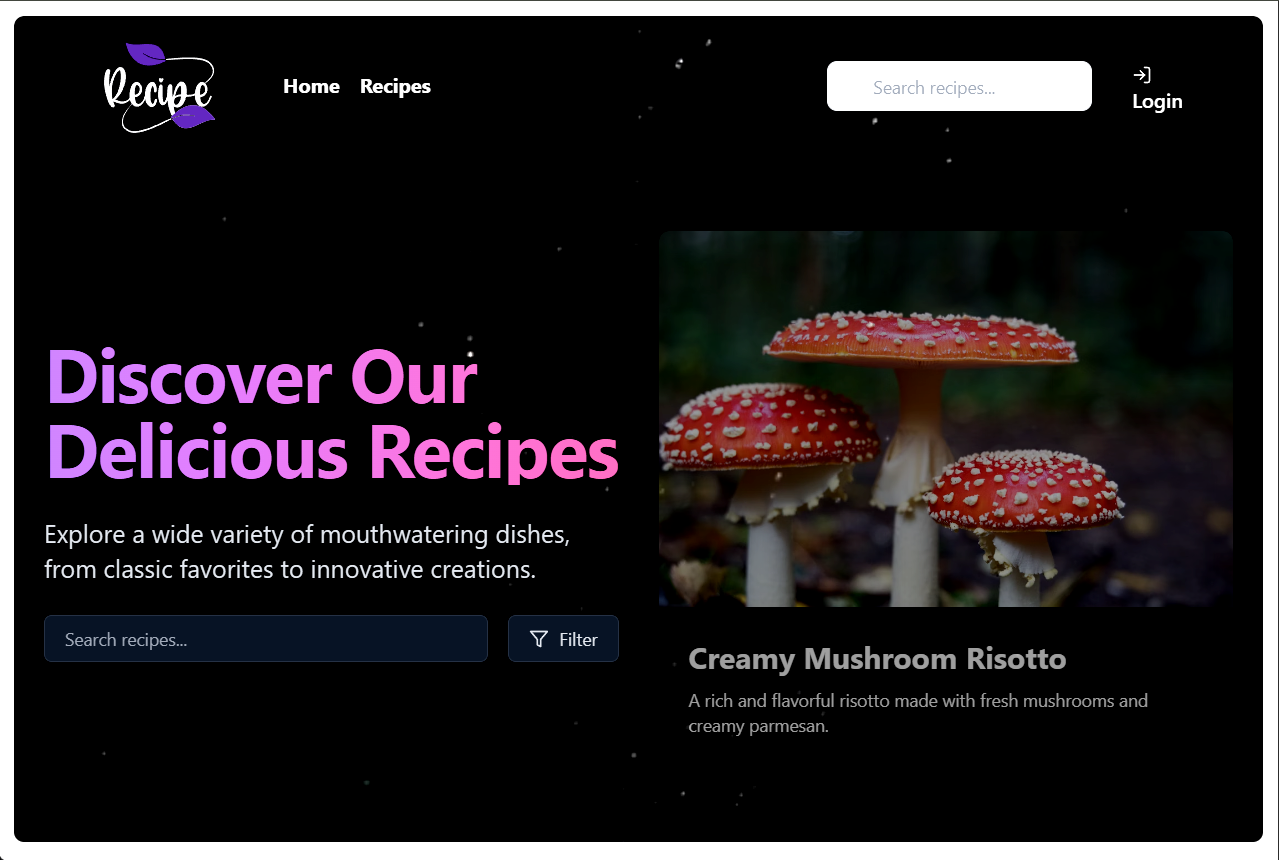 Recipe
Home Recipes
Search recipes...
Login
Discover Our
Delicious Recipes
Explore a wide variety of mouthwatering dishes,
from classic favorites to innovative creations.
Search recipes...
Filter
Creamy Mushroom Risotto
A rich and flavorful risotto made with fresh mushrooms and
creamy parmesan.